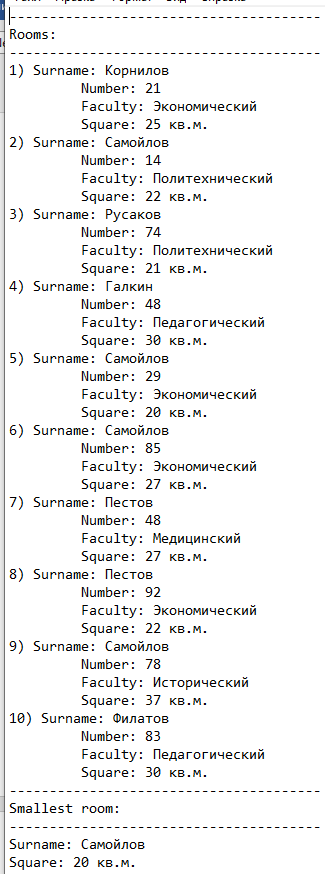 ----------------------------------------
Rooms:
----------------------------------------
1) Surname: Корнилов
Number: 21
Faculty: Экономический
Square: 25 кв.м.
2) Surname: Самойлов
Number: 14
Faculty: Политехнический
Square: 22 кв.м.
3) Surname: Русаков
Number: 74
Faculty: Политехнический
Square: 21 кв.м.
4) Surname: Галкин
Number: 48
Faculty: Педагогический
Square: 30 кв.м.
5) Surname: Самойлов
Number: 29
Faculty: Экономический
Square: 20 кв.м.
6) Surname: Самойлов
Number: 85
Faculty: Экономический
Square: 27 кв.м.
7) Surname: Пестов
Number: 48
Faculty: Медицинский
Square: 27 кв.м.
8) Surname: Пестов
Number: 92
Faculty: Экономический
Square: 22 кв.м.
9) Surname: Самойлов
Number: 78
Faculty: Исторический
Square: 37 кв.м.
10) Surname: Филатов
Number: 83
Faculty: Педагогический
Square: 30 кв.м.
----------------------------------------
Smallest room:
----------------------------------------
Surname: Самойлов
Square: 20 кв.м.